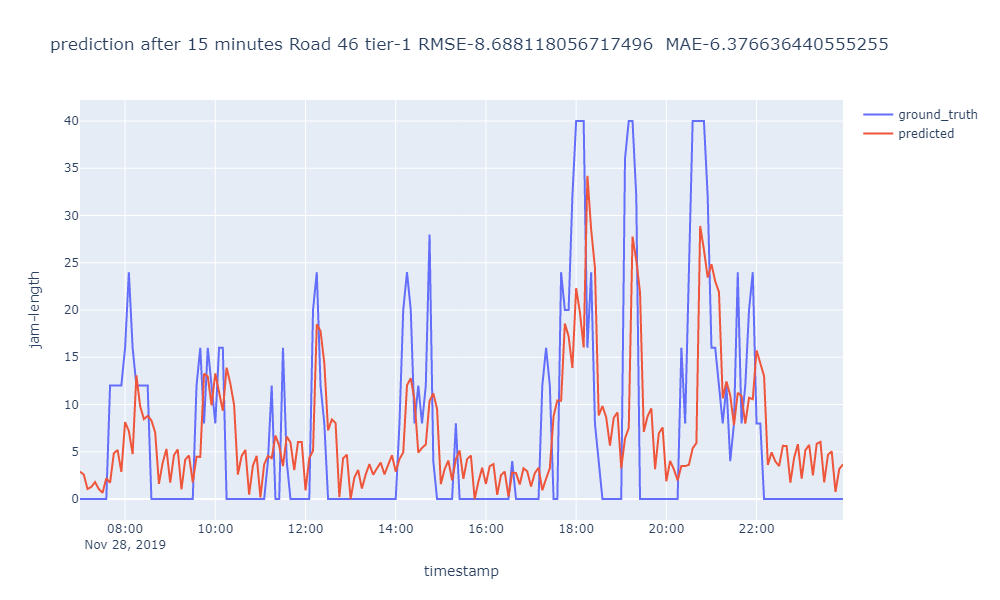 prediction after 15 minutes Road 46 tier-1 RMSE-8.688118056717496  MAE-6.376636440555255
ground_truth
predicted
40
35
30
25
20
15
10
5
0
jam-length
08:00 10:00 12:00 14:00 16:00 18:00 20:00 22:00
Nov 28, 2019
timestamp